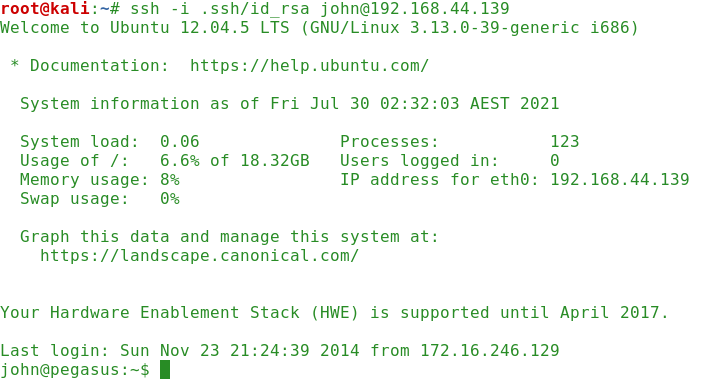 root@kali:~# ssh -i .ssh/id_rsa john@192.168.44.139
Welcome to Ubuntu 12.04.5 LTS (GNU/Linux 3.13.0-39-generic i686)

 * Documentation:  https://help.ubuntu.com/

  System information as of Fri Jul 30 02:32:03 AEST 2021

  System load:  0.06              Processes:           123
  Usage of /:   6.6% of 18.32GB   Users logged in:     0
  Memory usage: 8%                IP address for eth0: 192.168.44.139
  Swap usage:   0%

  Graph this data and manage this system at:
    https://landscape.canonical.com/


Your Hardware Enablement Stack (HWE) is supported until April 2017.

Last login: Sun Nov 23 21:24:39 2014 from 172.16.246.129
john@pegasus:~$